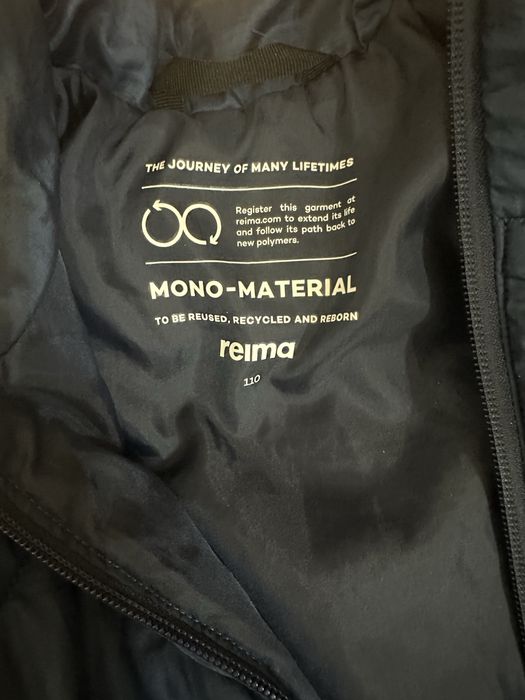 THE JOURNEY OF MANY LIFETIMES
Register this garment at
reima.com to extend its life
and follow its path back to
new polymers.
MONO-MATERIAL
TO BE REUSED, RECYCLED AND REBORN
reima
110